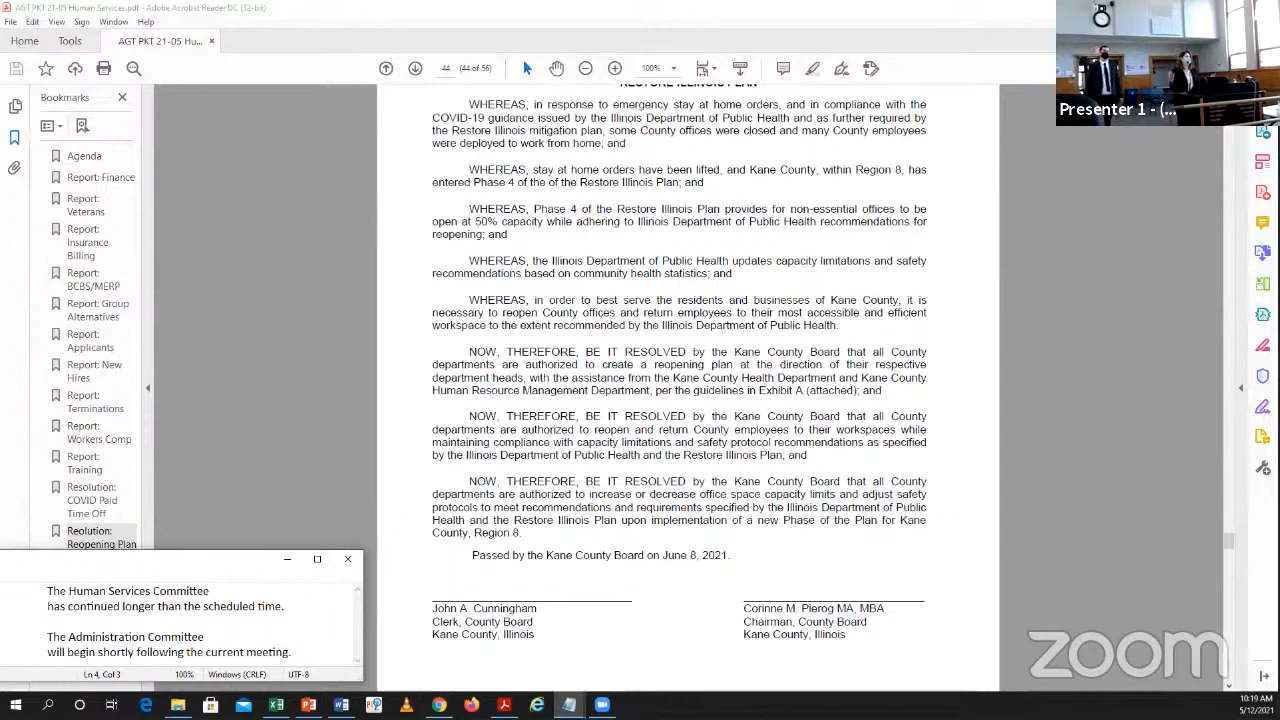 AGT PKT 21-05 Human Services.pdf - Adobe Acrobat Reader DC (32-bit)
File Edit View Sign Window Help
Home Tools AGT PKT 21-05 Hu... ×
44 (44 of 56) 100%
Bookmarks
Agenda
Report: Finance
Report:
Veterans
Report:
Insurance
Billing
Report:
BCBS/MERP
Report: Group
Alternatives
Report:
Applicants
Report: New
Hires
Report:
Terminations
Report:
Workers Comp
Report:
Training
Resolution:
COVID Paid
Time Off
Reolution:
Reopening Plan
RESTORE ILLINOIS PLAN
WHEREAS, in response to emergency stay at home orders, and in compliance with the
COVID-19 guidance issued by the Illinois Department of Public Health and as further required by
the Restore Illinois mitigation plan, some County offices were closed and many County employees
were deployed to work from home; and
WHEREAS, stay at home orders have been lifted, and Kane County, within Region 8, has
entered Phase 4 of the of the Restore Illinois Plan; and
WHEREAS, Phase 4 of the Restore Illinois Plan provides for non-essential offices to be
open at 50% capacity while adhering to Illinois Department of Public Health recommendations for
reopening; and
WHEREAS, the Illinois Department of Public Health updates capacity limitations and safety
recommendations based on community health statistics; and
WHEREAS, in order to best serve the residents and businesses of Kane County, it is
necessary to reopen County offices and return employees to their most accessible and efficient
workspace to the extent recommended by the Illinois Department of Public Health.
NOW, THEREFORE, BE IT RESOLVED by the Kane County Board that all County
departments are authorized to create a reopening plan at the direction of their respective
department heads, with the assistance from the Kane County Health Department and Kane County
Human Resource Management Department, per the guidelines in Exhibit A (attached); and
NOW, THEREFORE, BE IT RESOLVED by the Kane County Board that all County
departments are authorized to reopen and return County employees to their workspaces while
maintaining compliance with capacity limitations and safety protocol recommendations as specified
by the Illinois Department of Public Health and the Restore Illinois Plan; and
NOW, THEREFORE, BE IT RESOLVED by the Kane County Board that all County
departments are authorized to increase or decrease office space capacity limits and adjust safety
protocols to meet recommendations and requirements specified by the Illinois Department of Public
Health and the Restore Illinois Plan upon implementation of a new Phase of the Plan for Kane
County, Region 8.
Passed by the Kane County Board on June 8, 2021.
John A. Cunningham
Clerk, County Board
Kane County, Illinois
Corinne M. Pierog MA, MBA
Chairman, County Board
Kane County, Illinois
The Human Services Committee
has continued longer than the scheduled time.
The Administration Committee
will begin shortly following the current meeting.
Ln 4, Col 3 100% Windows (CRLF) UTF-8
Presenter 1 - (...
zoom
10:19 AM
5/12/2021